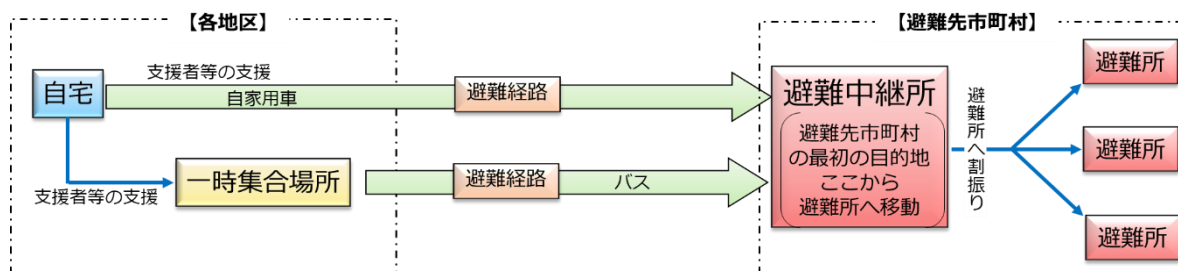 【各地区】
【避難先市町村】
自宅
支援者等の支援
自家用車
避難経路
支援者等の支援
一時集合場所
避難経路
バス
避難中継所
避難先市町村
の最初の目的地
ここから
避難所へ移動
避難所へ割振り
避難所
避難所
避難所